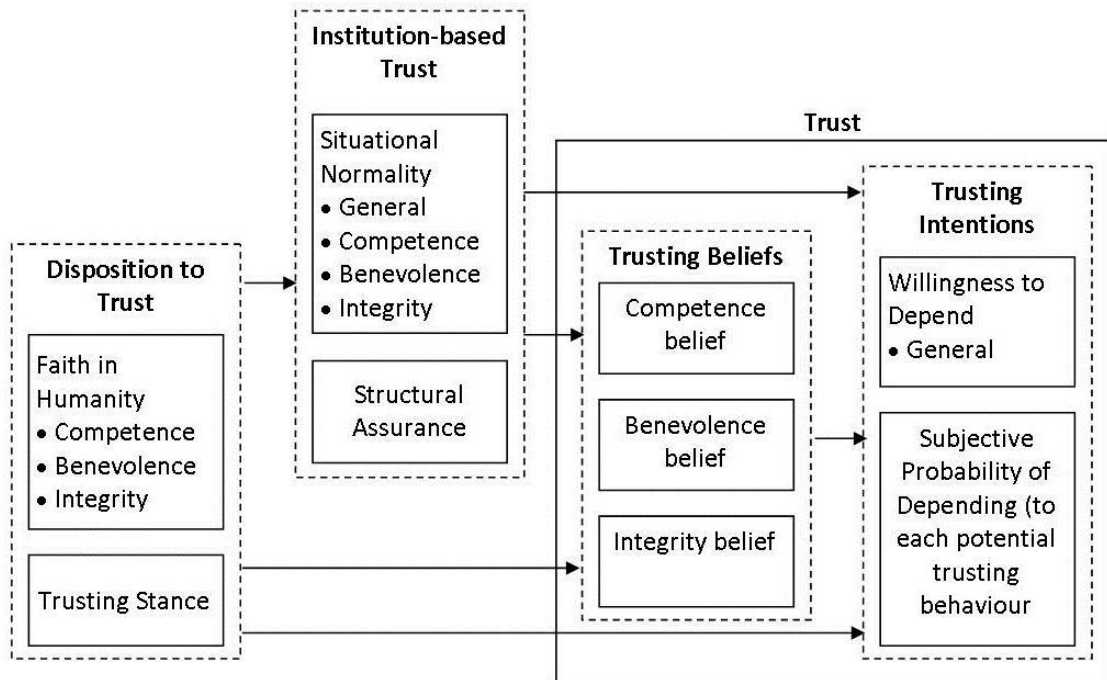 Institution-based
Trust
Situational
Normality
• General
• Competence
• Benevolence
• Integrity
Structural
Assurance
Disposition to
Trust
Faith in
Humanity
• Competence
• Benevolence
• Integrity
Trusting Stance
Trust
Trusting Beliefs
Competence
belief
Benevolence
belief
Integrity belief
Trusting
Intentions
Willingness to
Depend
• General
Subjective
Probability of
Depending (to
each potential
trusting
behaviour